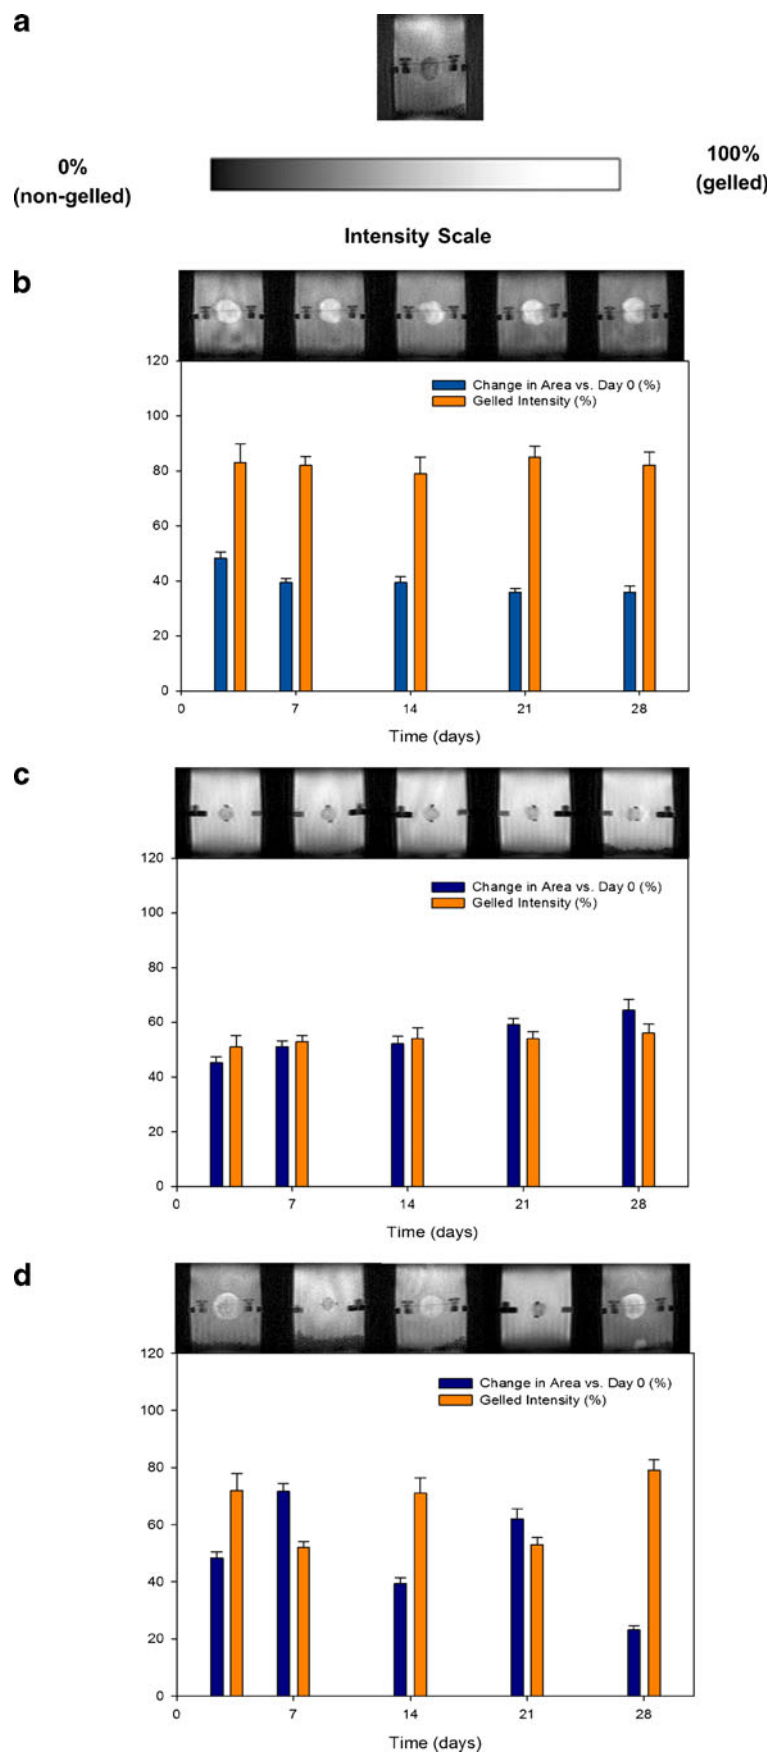 a
0%
(non-gelled)
100%
(gelled)
Intensity Scale
b
120
100
80
60
40
20
0
Change in Area vs. Day 0 (%)
Gelled Intensity (%)
0 7 14 21 28
Time (days)
c
120
100
80
60
40
20
0
Change in Area vs. Day 0 (%)
Gelled Intensity (%)
0 7 14 21 28
Time (days)
d
120
100
80
60
40
20
0
Change in Area vs. Day 0 (%)
Gelled Intensity (%)
0 7 14 21 28
Time (days)